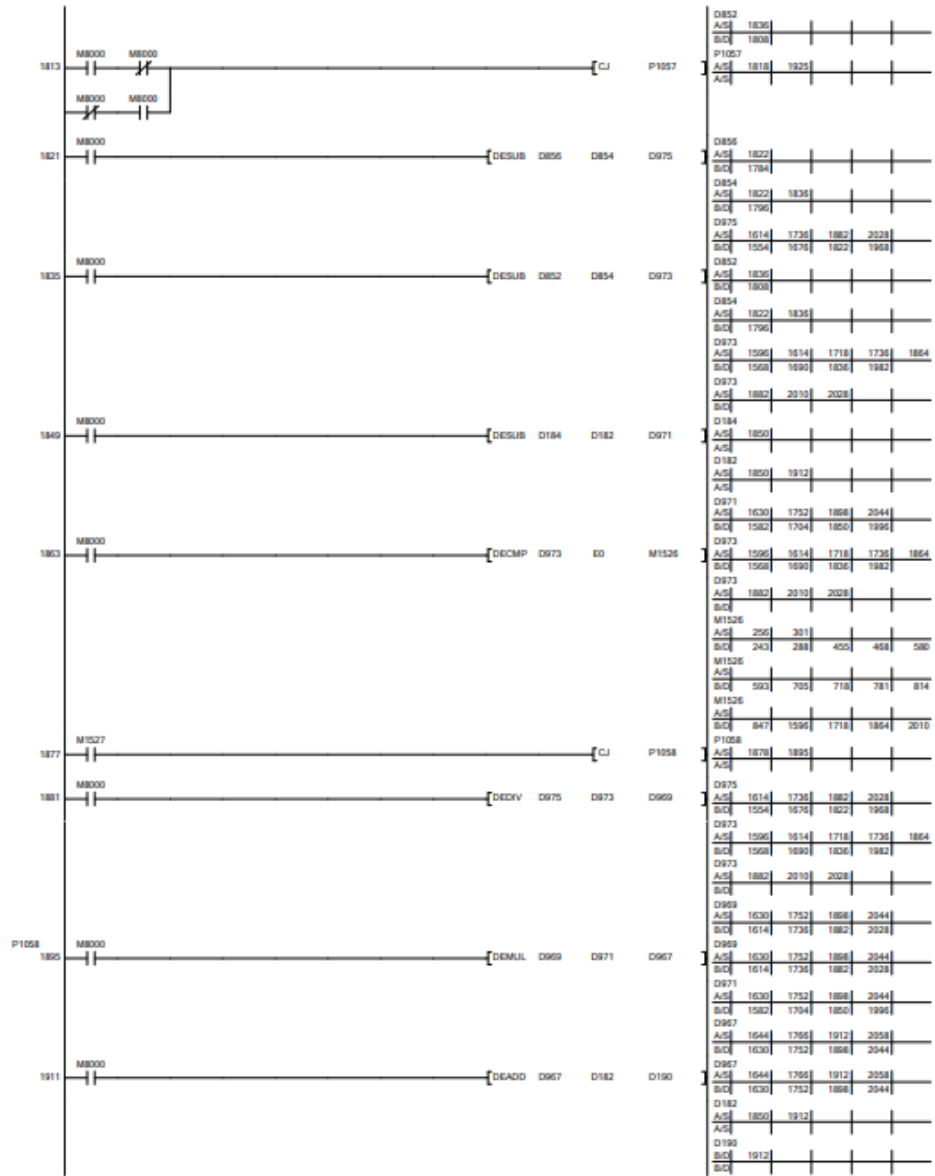 D852
A/S 1836
B/D 1808
M8000 M8000 P1057
1813 CJ P1057 A/S 1818 1925
A/S
M8000 M8000
M8000 D856
1821 DESUB D856 D854 D975 A/S 1822
B/D 1784
D854
A/S 1822 1836
B/D 1796
D975
A/S 1614 1736 1882 2028
B/D 1554 1676 1822 1968
M8000 D852
1835 DESUB D852 D854 D973 A/S 1836
B/D 1808
D854
A/S 1822 1836
B/D 1796
D973
A/S 1596 1614 1718 1736 1864
B/D 1568 1690 1836 1982
D973
A/S 1882 2010 2028
B/D
M8000 D184
1849 DESUB D184 D182 D971 A/S 1850
A/S
D182
A/S 1850 1912
A/S
D971
A/S 1630 1752 1898 2044
B/D 1582 1704 1850 1996
M8000 D973
1863 DECMP D973 E0 M1526 A/S 1596 1614 1718 1736 1864
B/D 1568 1690 1836 1982
D973
A/S 1882 2010 2028
B/D
M1526
A/S 256 301
B/D 243 288 455 468 580
M1526
A/S
B/D 593 705 718 781 814
M1526
A/S
B/D 847 1596 1718 1864 2010
M1527 P1058
1877 CJ P1058 A/S 1878 1895
A/S
M8000 D975
1881 DEDIV D975 D973 D969 A/S 1614 1736 1882 2028
B/D 1554 1676 1822 1968
D973
A/S 1596 1614 1718 1736 1864
B/D 1568 1690 1836 1982
D973
A/S 1882 2010 2028
B/D
D969
A/S 1630 1752 1898 2044
B/D 1614 1736 1882 2028
P1058 M8000 D969
1895 DEMUL D969 D971 D967 A/S 1630 1752 1898 2044
B/D 1614 1736 1882 2028
D971
A/S 1630 1752 1898 2044
B/D 1582 1704 1850 1996
D967
A/S 1644 1766 1912 2058
B/D 1630 1752 1898 2044
M8000 D967
1911 DEADD D967 D182 D190 A/S 1644 1766 1912 2058
B/D 1630 1752 1898 2044
D182
A/S 1850 1912
A/S
D190
B/D 1912
B/D